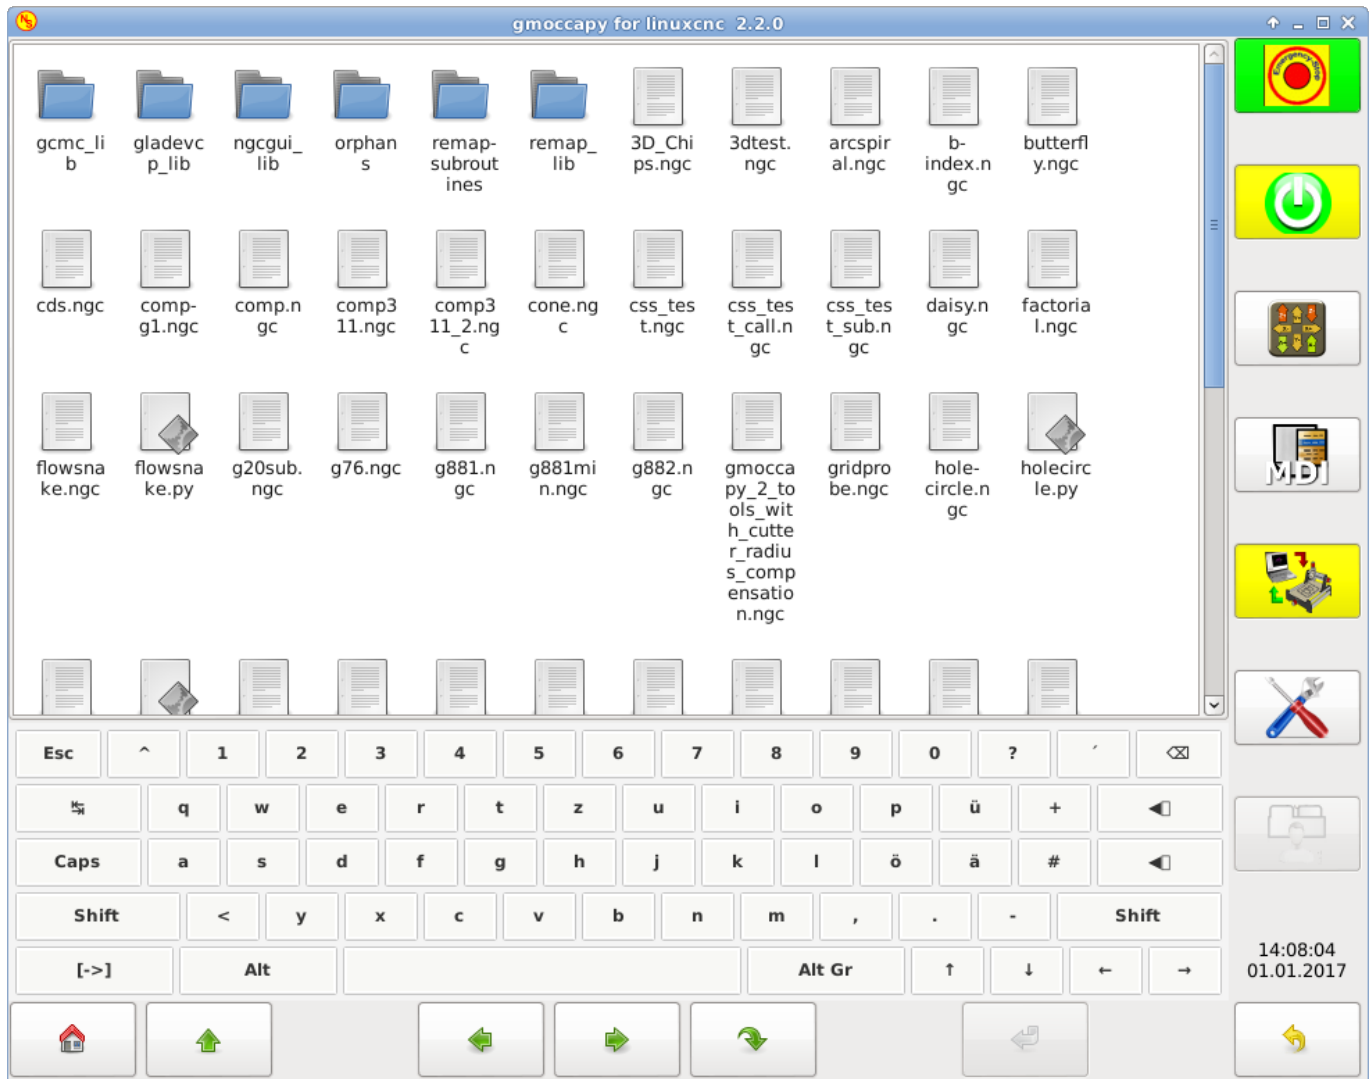 gmoccapy for linuxcnc 2.2.0
gcmc_li
b
gladevc
p_lib
ngcgui_
lib
orphan
s
remap-
subrout
ines
remap_
lib
3D_Chi
ps.ngc
3dtest.
ngc
arcspir
al.ngc
b-
index.n
gc
butterfl
y.ngc
cds.ngc
comp-
g1.ngc
comp.n
gc
comp3
11.ngc
comp3
11_2.ng
c
cone.ng
c
css_tes
t.ngc
css_tes
t_call.n
gc
css_tes
t_sub.n
gc
daisy.n
gc
factoria
l.ngc
flowsna
ke.ngc
flowsna
ke.py
g20sub.
ngc
g76.ngc
g881.n
gc
g881mi
n.ngc
g882.n
gc
gmocca
py_2_to
ols_wit
h_cutte
r_radiu
s_comp
ensatio
n.ngc
gridpro
be.ngc
hole-
circle.n
gc
holecirc
le.py
Emergency-Stop
MDI
Esc ^ 1 2 3 4 5 6 7 8 9 0 ? ´ ⌫
↹ q w e r t z u i o p ü +
Caps a s d f g h j k l ö ä #
Shift < y x c v b n m , . - Shift
[->] Alt Alt Gr ↑ ↓ ← →
14:08:04
01.01.2017